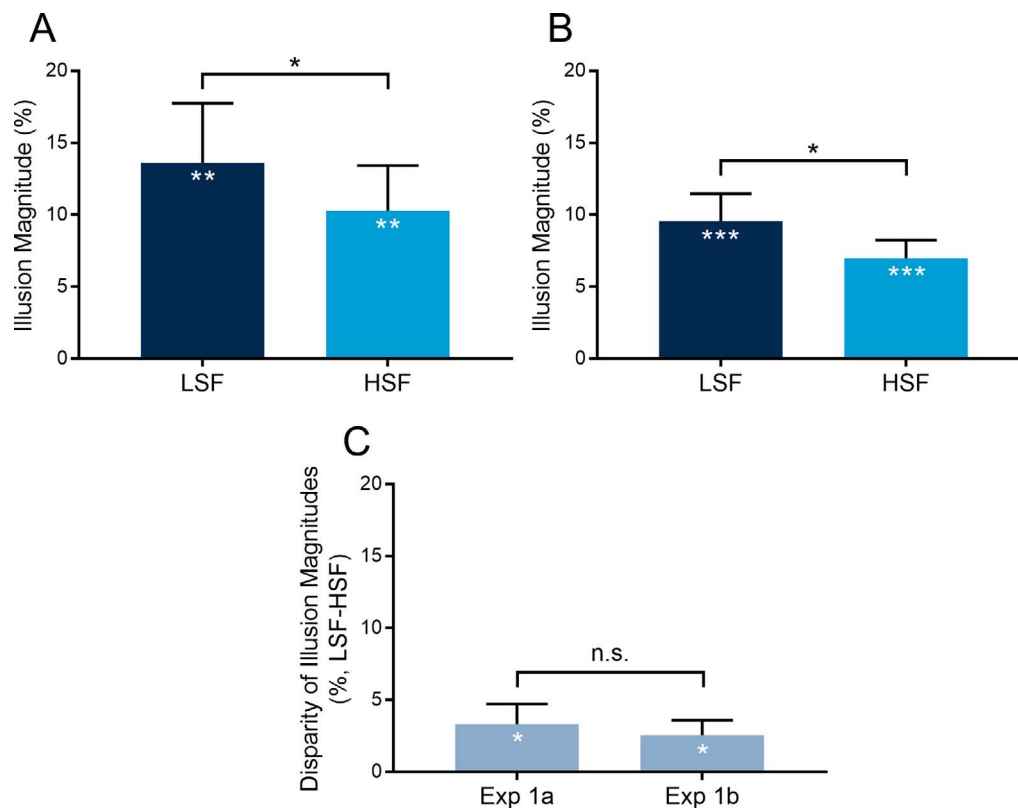 A
Illusion Magnitude (%)
20
15
10
5
0
*
**
**
LSF
HSF
B
Illusion Magnitude (%)
20
15
10
5
0
*
***
***
LSF
HSF
C
Disparity of Illusion Magnitudes
(%, LSF-HSF)
20
15
10
5
0
n.s.
*
*
Exp 1a
Exp 1b